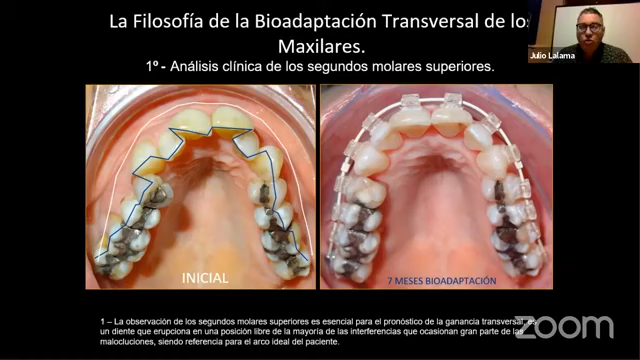 La Filosofía de la Bioadaptación Transversal de los
Maxilares.
1º - Análisis clínica de los segundos molares superiores.
Julio Lalama
INICIAL
7 MESES BIOADAPTACIÓN
1 – La observación de los segundos molares superiores es esencial para el pronóstico de la ganancia transversal, es
un diente que erupciona en una posición libre de la mayoría de las interferencias que ocasionan gran parte de las
malocluciones, siendo referencia para el arco ideal del paciente.
zoom